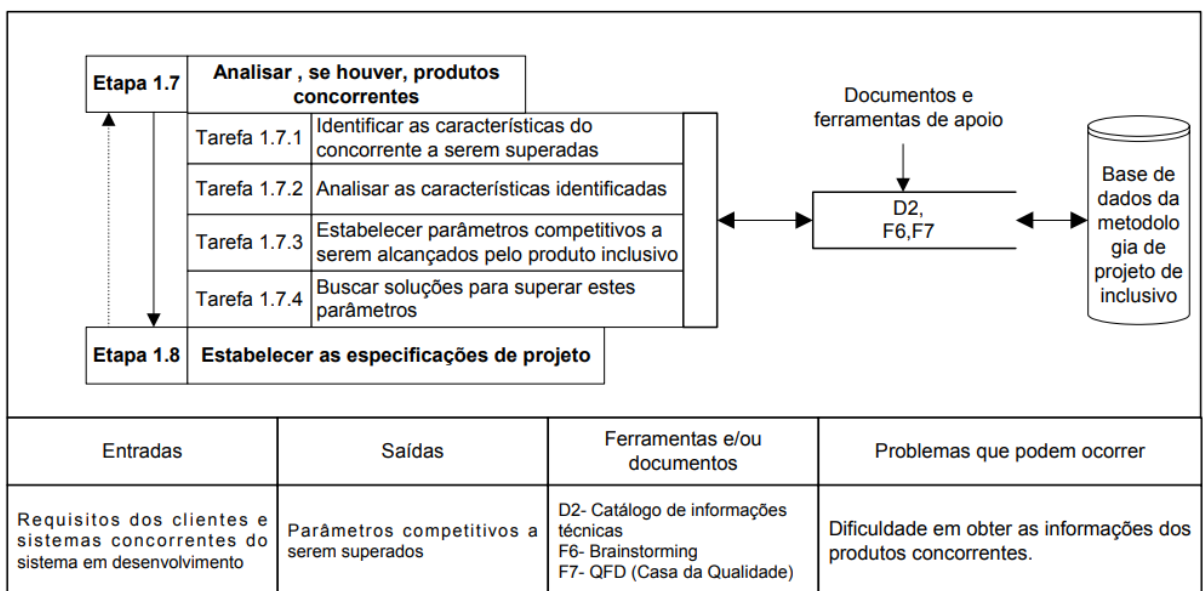 Etapa 1.7
Analisar , se houver, produtos
concorrentes
Tarefa 1.7.1
Identificar as características do
concorrente a serem superadas
Tarefa 1.7.2
Analisar as características identificadas
Tarefa 1.7.3
Estabelecer parâmetros competitivos a
serem alcançados pelo produto inclusivo
Tarefa 1.7.4
Buscar soluções para superar estes
parâmetros
Etapa 1.8
Estabelecer as especificações de projeto
Documentos e
ferramentas de apoio
D2,
F6,F7
Base de
dados da
metodolo
gia de
projeto de
inclusivo
Entradas
Saídas
Ferramentas e/ou
documentos
Problemas que podem ocorrer
Requisitos dos clientes e
sistemas concorrentes do
sistema em desenvolvimento
Parâmetros competitivos a
serem superados
D2- Catálogo de informações
técnicas
F6- Brainstorming
F7- QFD (Casa da Qualidade)
Dificuldade em obter as informações dos
produtos concorrentes.